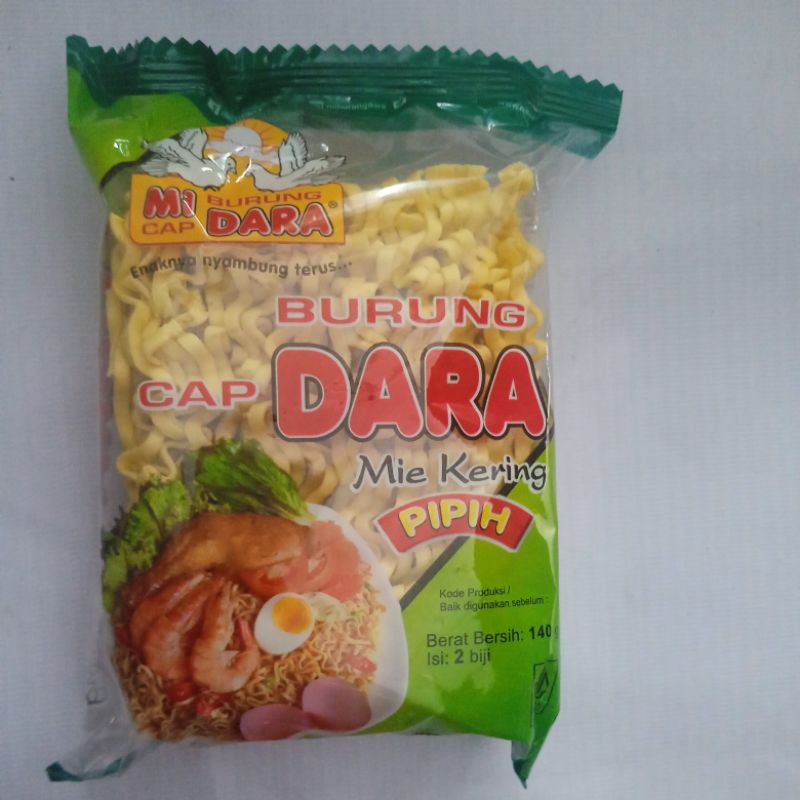 Mi BURUNG
CAP DARA®
Enaknya nyambung terus...
BURUNG
CAP DARA
Mie Kering
PIPIH
Kode Produksi /
Baik digunakan sebelum :
Berat Bersih: 140 g
Isi: 2 biji